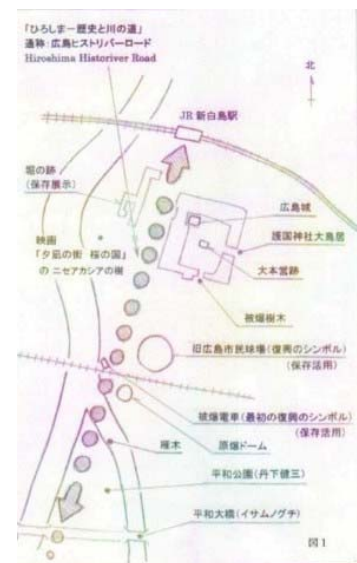 「ひろしまー歴史と川の道」
通称：広島ヒストリバーロード
Hiroshima Historiver Road
北
JR 新白島駅
堀の跡
（保存展示）
広島城
映画
「夕凪の街 桜の国」
の ニセアカシアの樹
護国神社大鳥居
大本営跡
被爆樹木
旧広島市民球場（復興のシンボル）
（保存活用）
被爆電車（最初の復興のシンボル）
（保存活用）
原爆ドーム
雁木
平和公園（丹下健三）
平和大橋（イサムノグチ）
図1